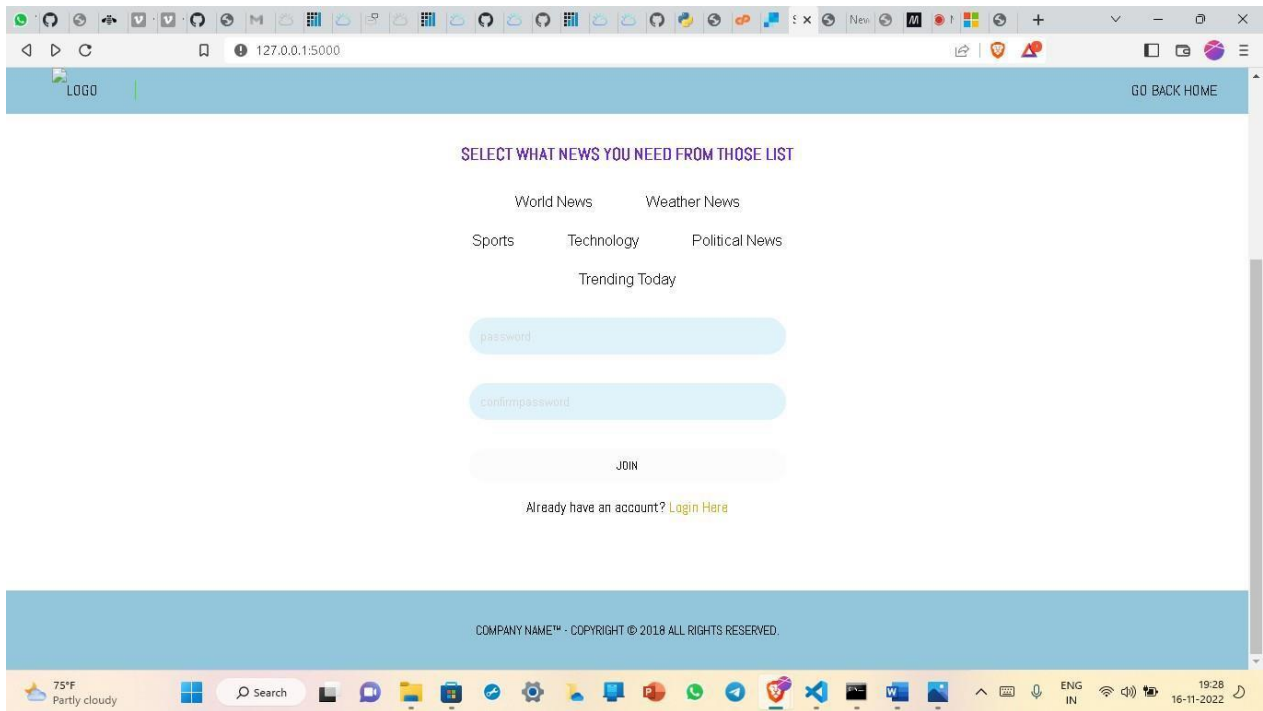 New
127.0.0.1:5000
LOGO
GO BACK HOME
SELECT WHAT NEWS YOU NEED FROM THOSE LIST
World News Weather News
Sports Technology Political News
Trending Today
password
confirmpassword
JOIN
Already have an account? Login Here
COMPANY NAME™ - COPYRIGHT © 2018 ALL RIGHTS RESERVED.
75°F
Partly cloudy
Search
ENG
IN
19:28
16-11-2022